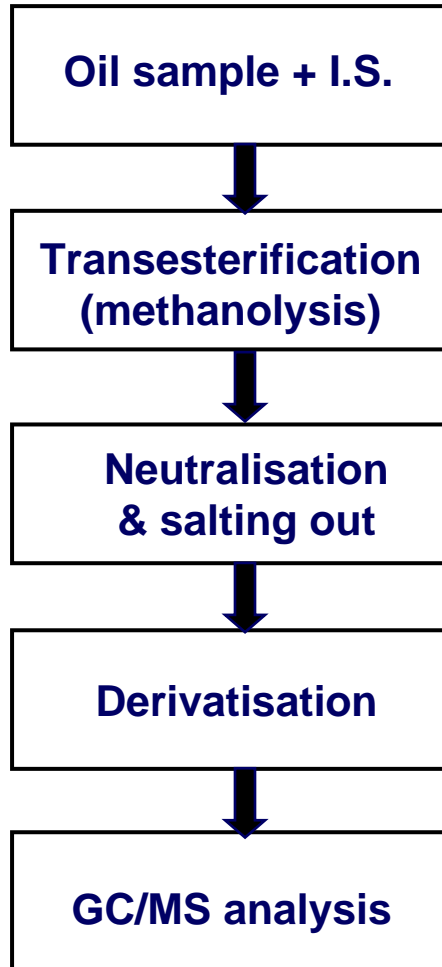 Oil sample + I.S.
Transesterification
(methanolysis)
Neutralisation
& salting out
Derivatisation
GC/MS analysis